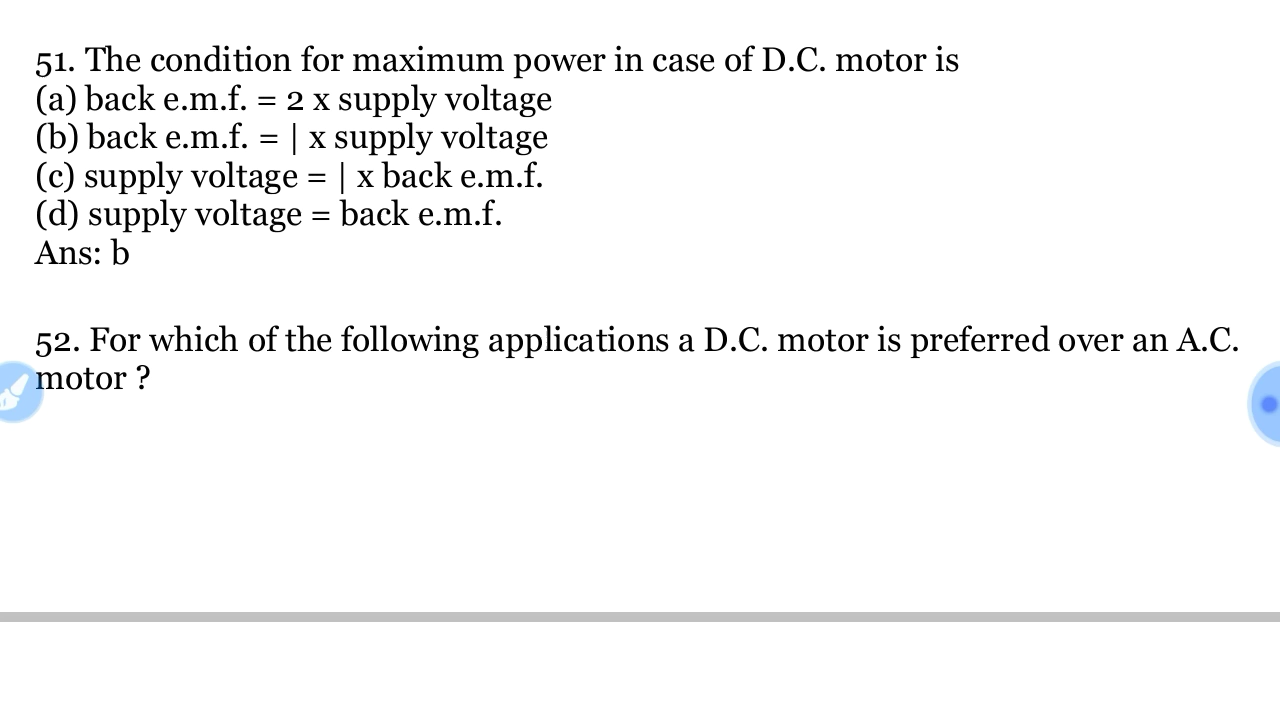 51. The condition for maximum power in case of D.C. motor is
(a) back e.m.f. = 2 x supply voltage
(b) back e.m.f. = | x supply voltage
(c) supply voltage = | x back e.m.f.
(d) supply voltage = back e.m.f.
Ans: b
52. For which of the following applications a D.C. motor is preferred over an A.C.
motor ?